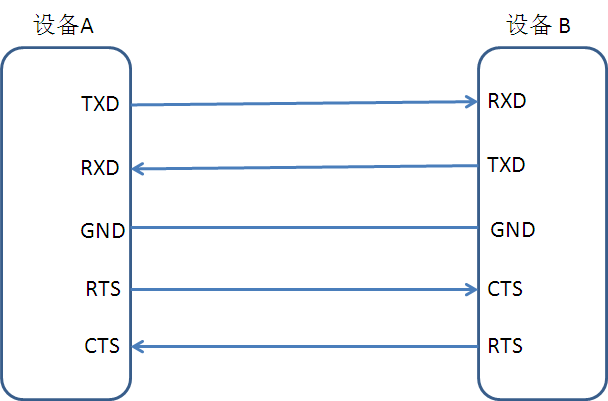 设备A 设备 B
TXD RXD
RXD TXD
GND GND
RTS CTS
CTS RTS